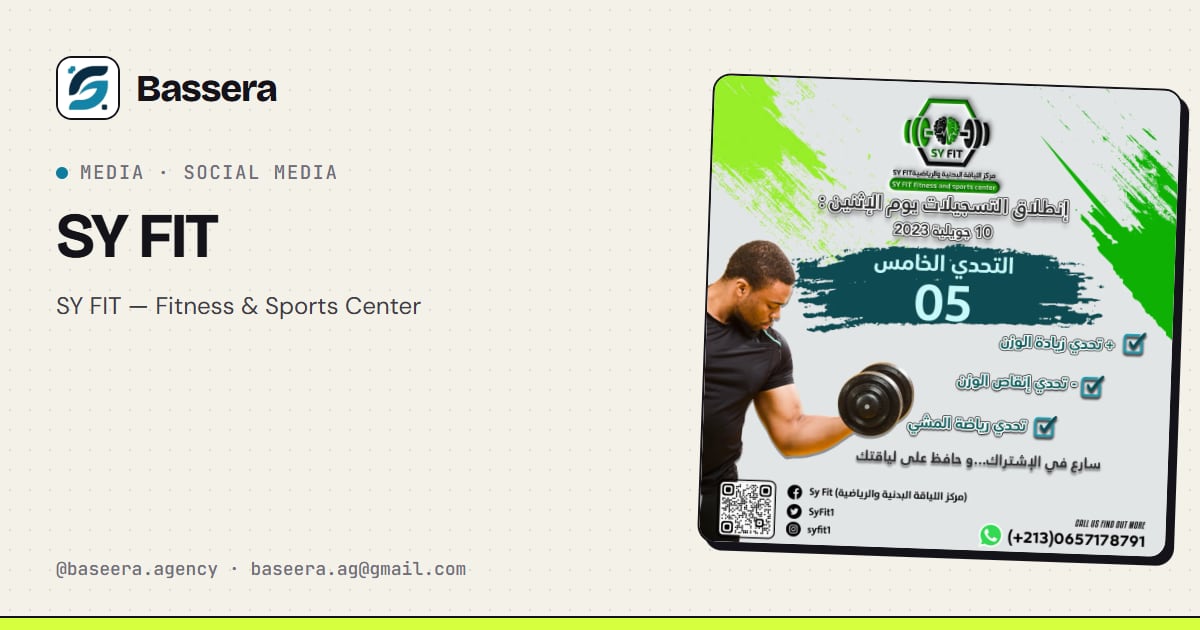 Bassera
MEDIA · SOCIAL MEDIA
SY FIT
SY FIT — Fitness & Sports Center
@baseera.agency · baseera.ag@gmail.com
SY FIT
مركز اللياقة البدنية والرياضية SY FIT
SY FIT Fitness and sports center
إنطلاق التسجيلات يوم الإثنين :
10 جويلية 2023
التحدي الخامس
05
+ تحدي زيادة الوزن
- تحدي إنقاص الوزن
تحدي رياضة المشي
سارع في الإشتراك...و حافظ على لياقتك
Sy Fit (مركز اللياقة البدنية والرياضية)
SyFit1
syfit1
CALL US FIND OUT MORE
(+213)0657178791